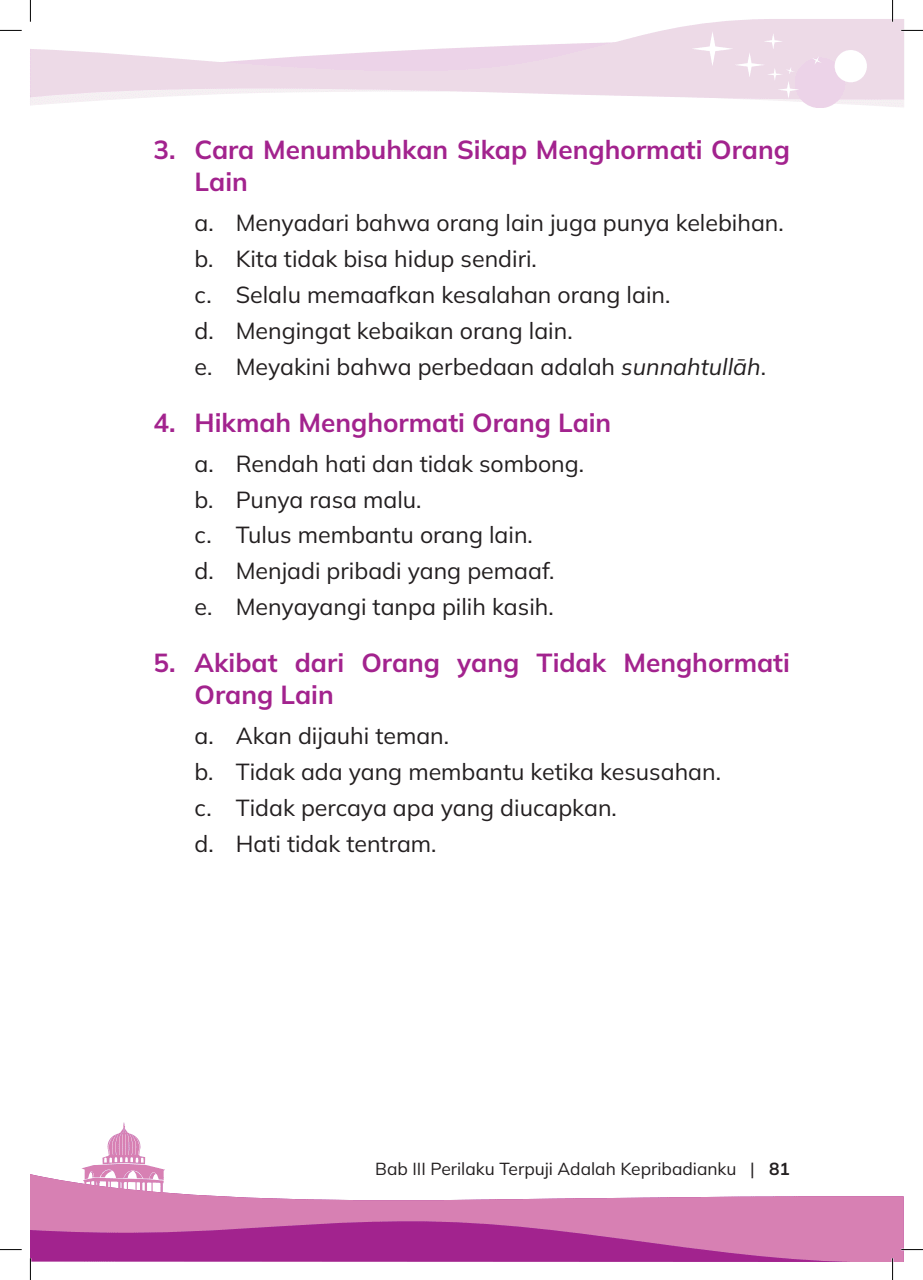 3. Cara Menumbuhkan Sikap Menghormati Orang
Lain
a. Menyadari bahwa orang lain juga punya kelebihan.
b. Kita tidak bisa hidup sendiri.
c. Selalu memaafkan kesalahan orang lain.
d. Mengingat kebaikan orang lain.
e. Meyakini bahwa perbedaan adalah sunnahtullāh.
4. Hikmah Menghormati Orang Lain
a. Rendah hati dan tidak sombong.
b. Punya rasa malu.
c. Tulus membantu orang lain.
d. Menjadi pribadi yang pemaaf.
e. Menyayangi tanpa pilih kasih.
5. Akibat dari Orang yang Tidak Menghormati
Orang Lain
a. Akan dijauhi teman.
b. Tidak ada yang membantu ketika kesusahan.
c. Tidak percaya apa yang diucapkan.
d. Hati tidak tentram.
Bab III Perilaku Terpuji Adalah Kepribadianku | 81